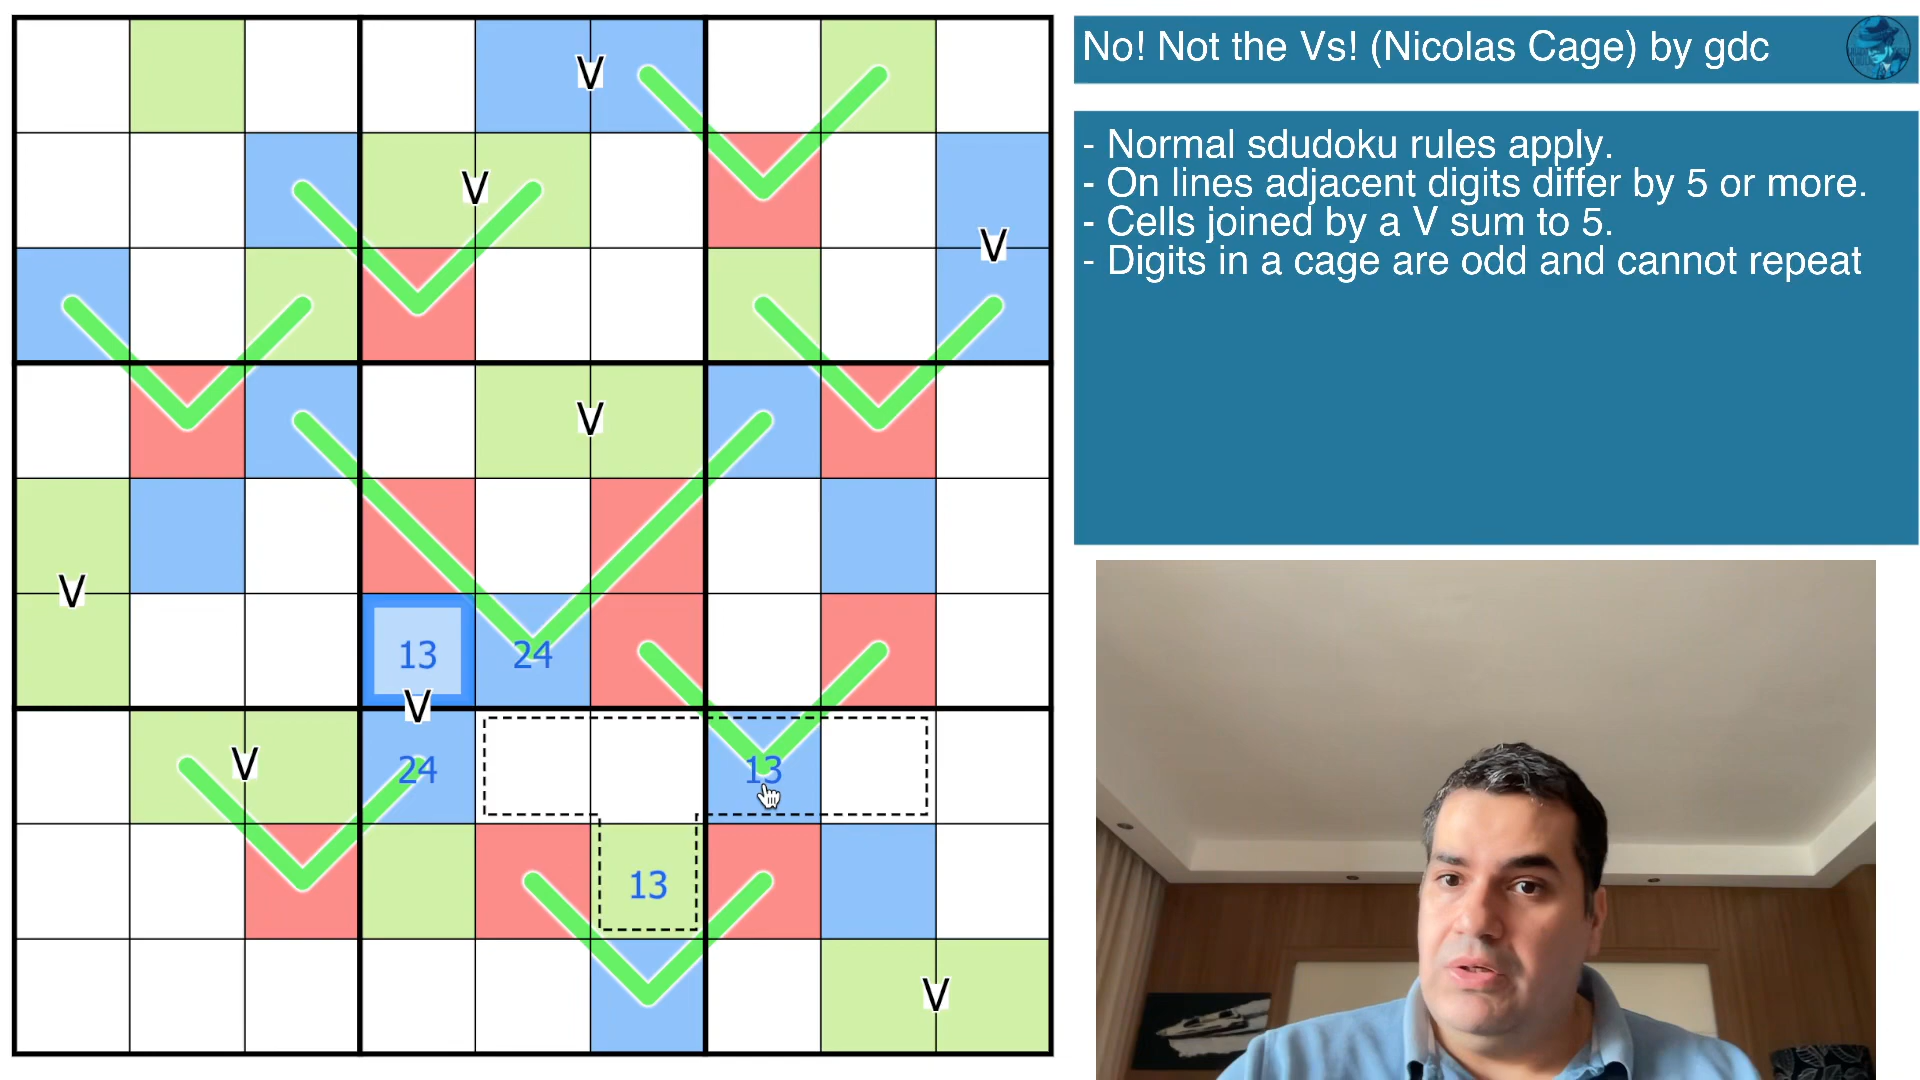 No! Not the Vs! (Nicolas Cage) by gdc
- Normal sdudoku rules apply.
- On lines adjacent digits differ by 5 or more.
- Cells joined by a V sum to 5.
- Digits in a cage are odd and cannot repeat
V
V
V
V
V
13
24
V
V
24
13
13
V